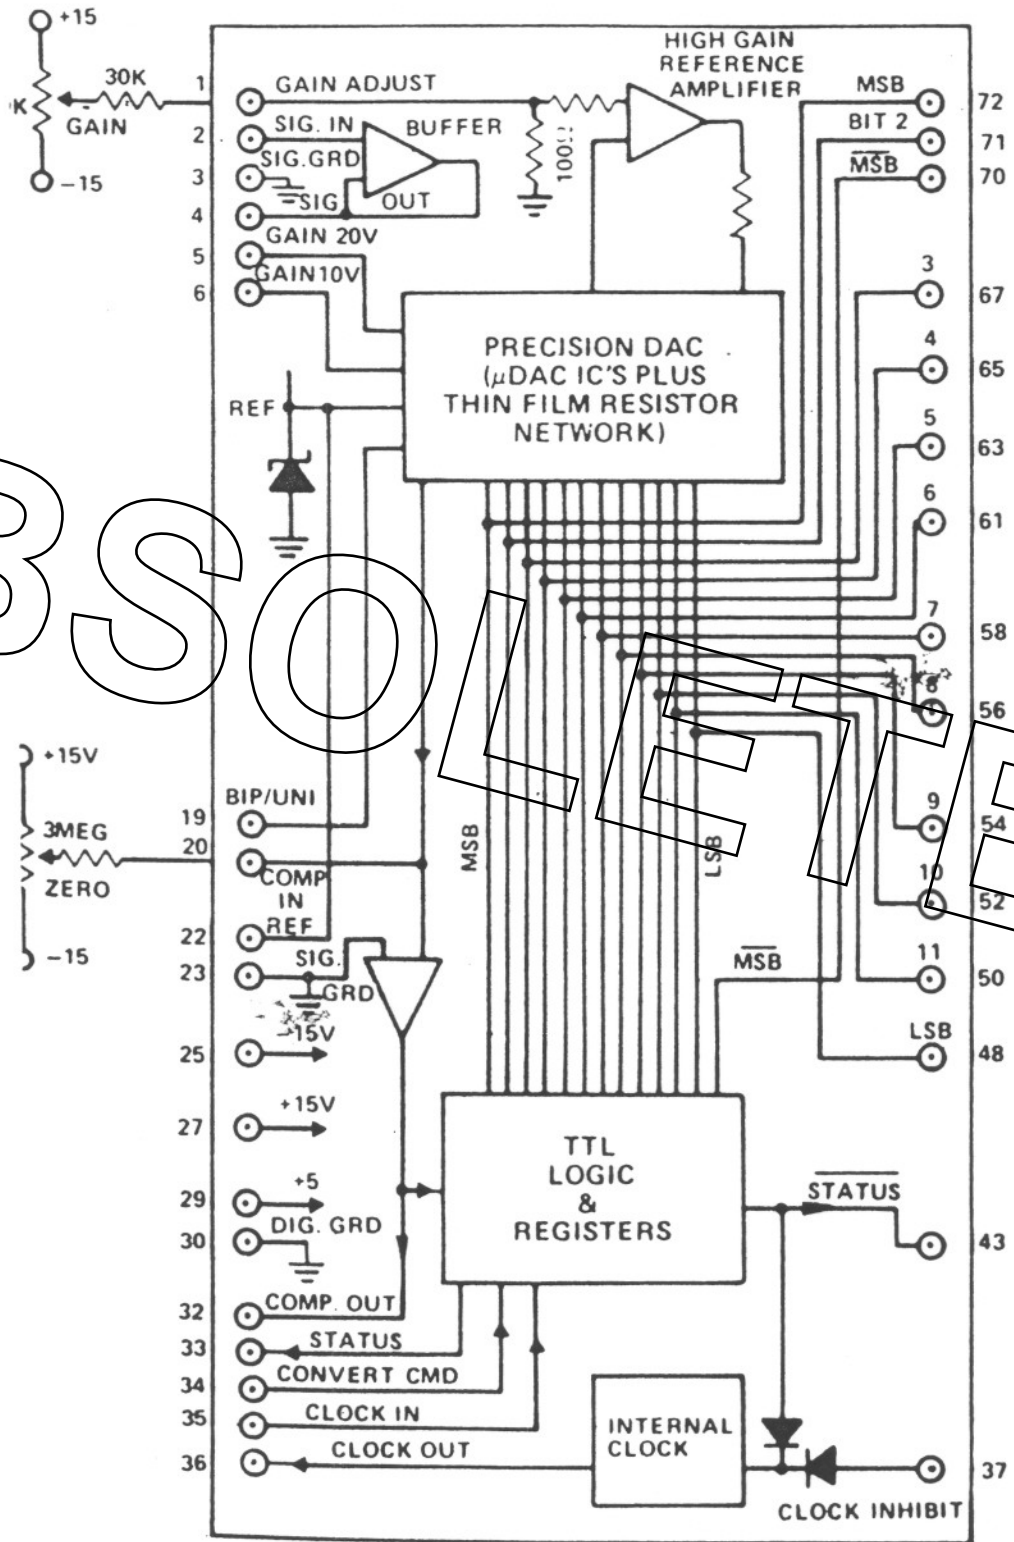 +15
K
30K
GAIN
-15
1
GAIN ADJUST
2
SIG. IN
BUFFER
3
SIG.GRD
4
SIG OUT
5
GAIN 20V
6
GAIN10V
100Ω
HIGH GAIN
REFERENCE
AMPLIFIER
MSB
72
BIT 2
71
MSB
70
3
67
4
65
5
63
6
61
7
58
8
56
9
54
10
52
11
50
LSB
48
PRECISION DAC
(μDAC IC'S PLUS
THIN FILM RESISTOR
NETWORK)
REF
+15V
3MEG
ZERO
-15
19
BIP/UNI
20
COMP
IN
22
REF
23
SIG.
GRD
MSB
LSB
MSB
25
15V
27
+15V
29
+5
30
DIG. GRD
TTL
LOGIC
&
REGISTERS
STATUS
43
32
COMP. OUT
33
STATUS
34
CONVERT CMD
35
CLOCK IN
36
CLOCK OUT
INTERNAL
CLOCK
37
CLOCK INHIBIT
BSOLETE